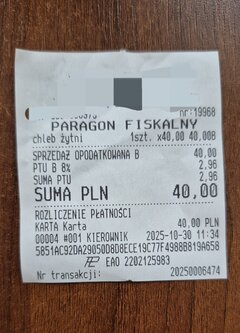 nr:19968
PARAGON FISKALNY
chleb żytni 1szt. x40,00 40,00B
SPRZEDAŻ OPODATKOWANA B 40,00
PTU B 8% 2,96
SUMA PTU 2,96
SUMA PLN 40,00
ROZLICZENIE PŁATNOŚCI
KARTA Karta 40,00 PLN
00004 #001 KIEROWNIK 2025-10-30 11:34
5851AC92DA29050D8D8ECE19C77F4988B819A658
EAO 2202125983
Nr transakcji: 20250006474